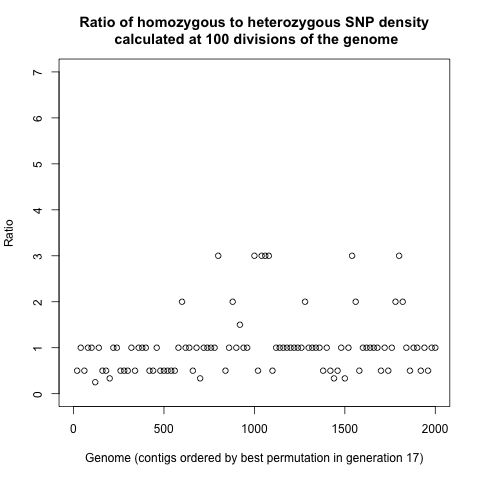 Ratio of homozygous to heterozygous SNP density
calculated at 100 divisions of the genome
7
6
5
4
3
2
1
0
Ratio
0 500 1000 1500 2000
Genome (contigs ordered by best permutation in generation 17)